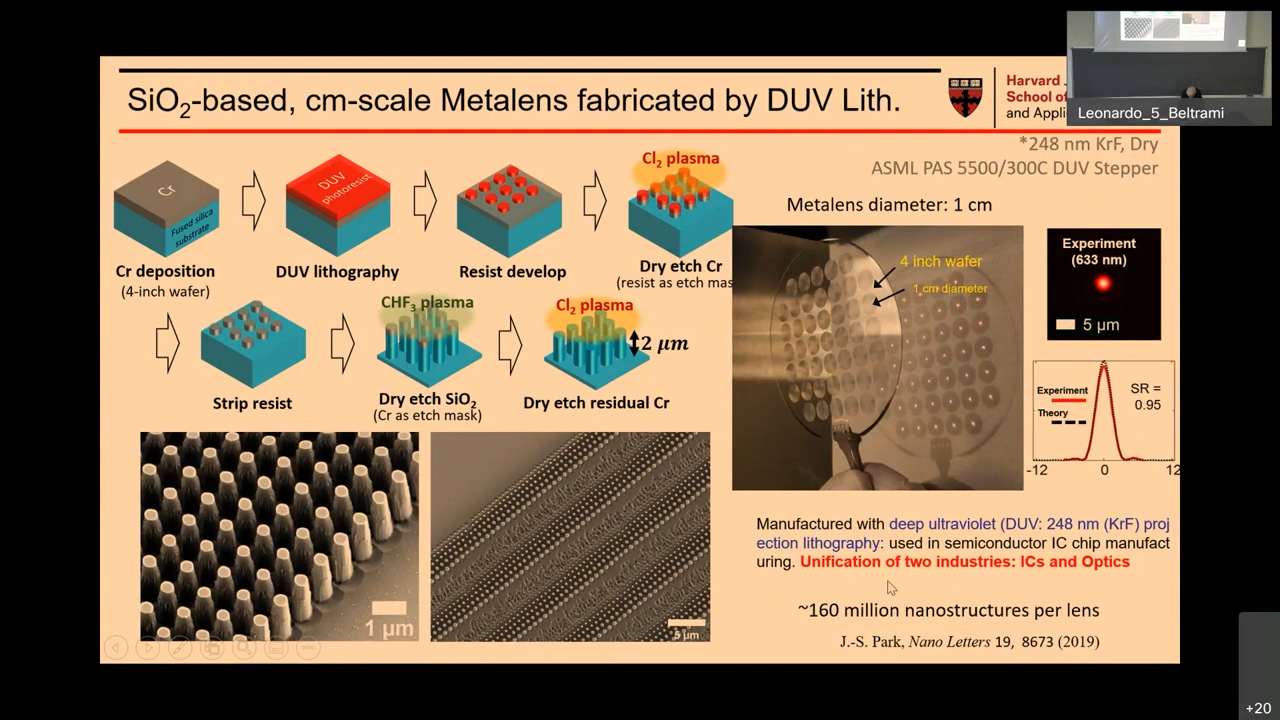 SiO2-based, cm-scale Metalens fabricated by DUV Lith.
Harvard
School of
and Appli
Leonardo_5_Beltrami
*248 nm KrF, Dry
ASML PAS 5500/300C DUV Stepper
Cr
Fused silica
substrate
DUV
photoresist
Cl2 plasma
Cr deposition
(4-inch wafer)
DUV lithography
Resist develop
Dry etch Cr
(resist as etch mas
CHF3 plasma
Cl2 plasma
2 μm
Strip resist
Dry etch SiO2
(Cr as etch mask)
Dry etch residual Cr
1 μm
5 μm
Metalens diameter: 1 cm
4 inch wafer
1 cm diameter
Experiment
(633 nm)
5 μm
Experiment
Theory
SR =
0.95
-12 0 12
Manufactured with deep ultraviolet (DUV: 248 nm (KrF) proj
ection lithography: used in semiconductor IC chip manufact
uring. Unification of two industries: ICs and Optics
~160 million nanostructures per lens
J.-S. Park, Nano Letters 19, 8673 (2019)
+20